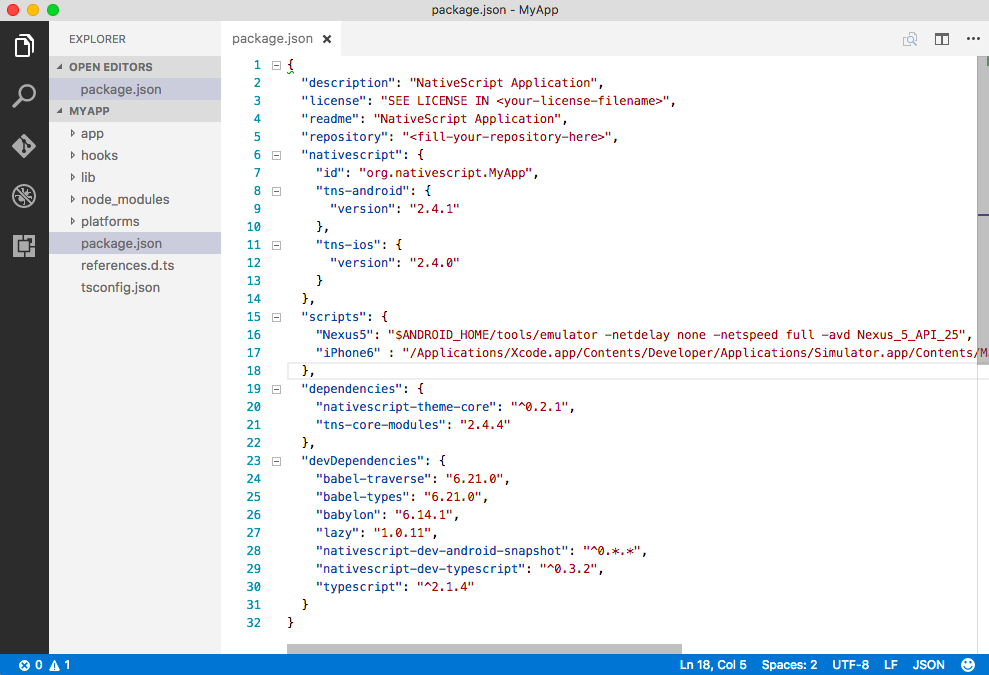 package.json - MyApp
EXPLORER
OPEN EDITORS
package.json
MYAPP
app
hooks
lib
node_modules
platforms
package.json
references.d.ts
tsconfig.json
package.json
1 {
2 "description": "NativeScript Application",
3 "license": "SEE LICENSE IN <your-license-filename>",
4 "readme": "NativeScript Application",
5 "repository": "<fill-your-repository-here>",
6 "nativescript": {
7 "id": "org.nativescript.MyApp",
8 "tns-android": {
9 "version": "2.4.1"
10 },
11 "tns-ios": {
12 "version": "2.4.0"
13 }
14 },
15 "scripts": {
16 "Nexus5": "$ANDROID_HOME/tools/emulator -netdelay none -netspeed full -avd Nexus_5_API_25",
17 "iPhone6" : "/Applications/Xcode.app/Contents/Developer/Applications/Simulator.app/Contents/
18 },
19 "dependencies": {
20 "nativescript-theme-core": "^0.2.1",
21 "tns-core-modules": "2.4.4"
22 },
23 "devDependencies": {
24 "babel-traverse": "6.21.0",
25 "babel-types": "6.21.0",
26 "babylon": "6.14.1",
27 "lazy": "1.0.11",
28 "nativescript-dev-android-snapshot": "^0.*.*",
29 "nativescript-dev-typescript": "^0.3.2",
30 "typescript": "^2.1.4"
31 }
32 }
0 1 Ln 18, Col 5 Spaces: 2 UTF-8 LF JSON